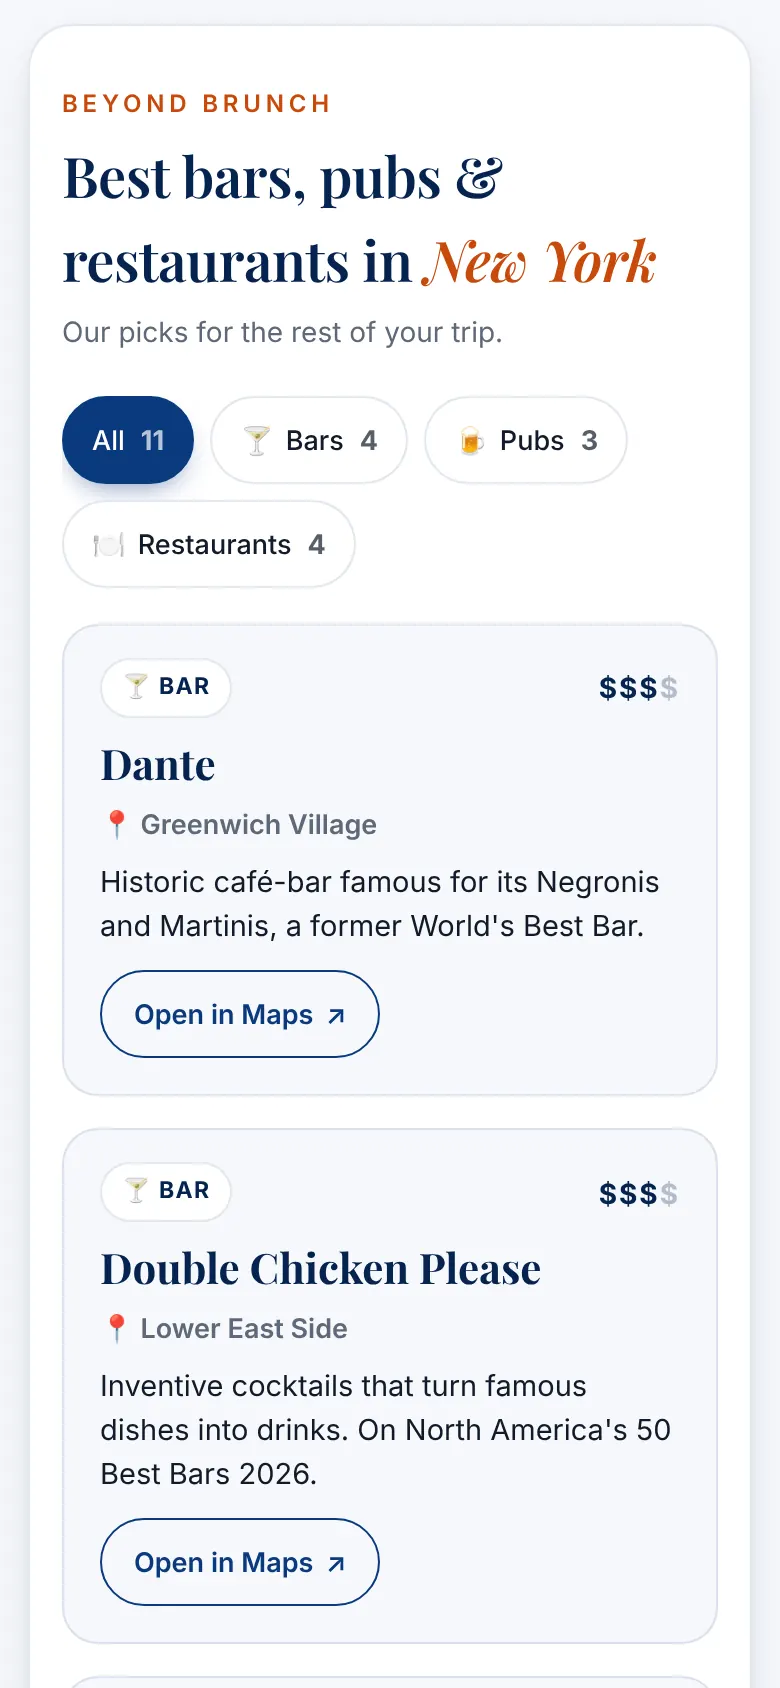 BEYOND BRUNCH
Best bars, pubs &
restaurants in New York
Our picks for the rest of your trip.
All 11
🍸 Bars 4
🍺 Pubs 3
🍽️ Restaurants 4
🍸 BAR
$$$$
Dante
📍 Greenwich Village
Historic café-bar famous for its Negronis
and Martinis, a former World's Best Bar.
Open in Maps ↗
🍸 BAR
$$$$
Double Chicken Please
📍 Lower East Side
Inventive cocktails that turn famous
dishes into drinks. On North America's 50
Best Bars 2026.
Open in Maps ↗